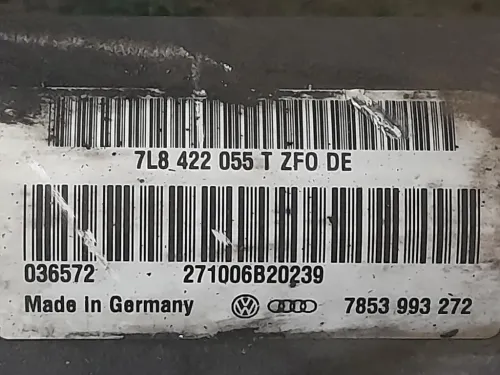 7L8 422 055 T ZFO DE
036572 271006B20239
Made In Germany 7853 993 272